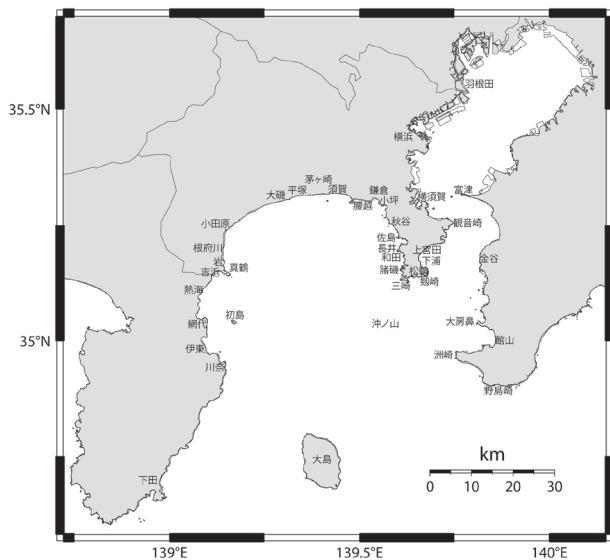 羽根田
35.5°N
横浜
茅ヶ崎
平塚
須賀
大磯
鎌倉
小坪
腰越
横須賀
富津
小田原
秋谷
観音崎
佐島
根府川
長井
上宮田
和田
下浦
金谷
岩
真鶴
吉浜
諸磯
松輪
剱崎
三崎
熱海
初島
網代
沖ノ山
大房鼻
35°N
館山
伊東
洲崎
川奈
野島崎
大島
km
下田
0 10 20 30
139°E
139.5°E
140°E